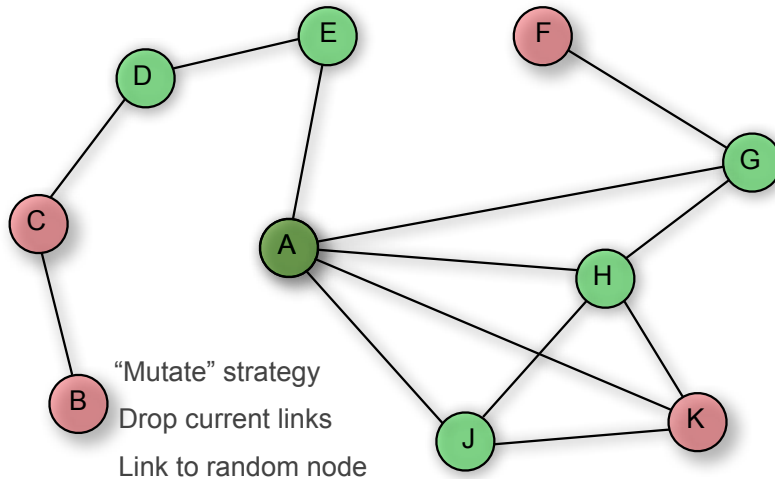 E
F
D
G
C
A
H
B
“Mutate” strategy
Drop current links
Link to random node
J
K